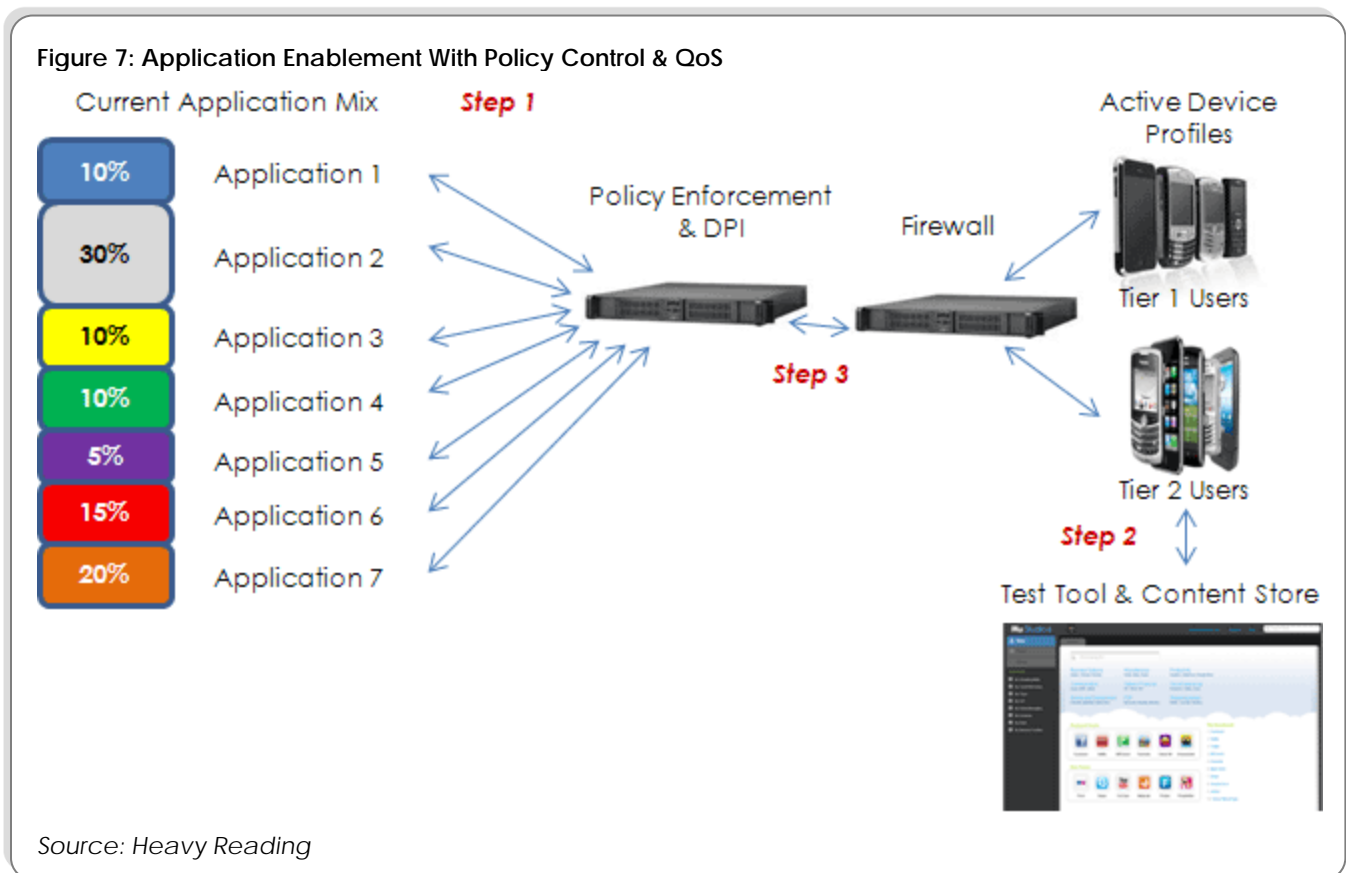 Figure 7: Application Enablement With Policy Control & QoS
Current Application Mix
Step 1
10%
Application 1
30%
Application 2
10%
Application 3
10%
Application 4
5%
Application 5
15%
Application 6
20%
Application 7
Policy Enforcement
& DPI
Firewall
Step 3
Active Device
Profiles
Tier 1 Users
Tier 2 Users
Step 2
Test Tool & Content Store
Source: Heavy Reading